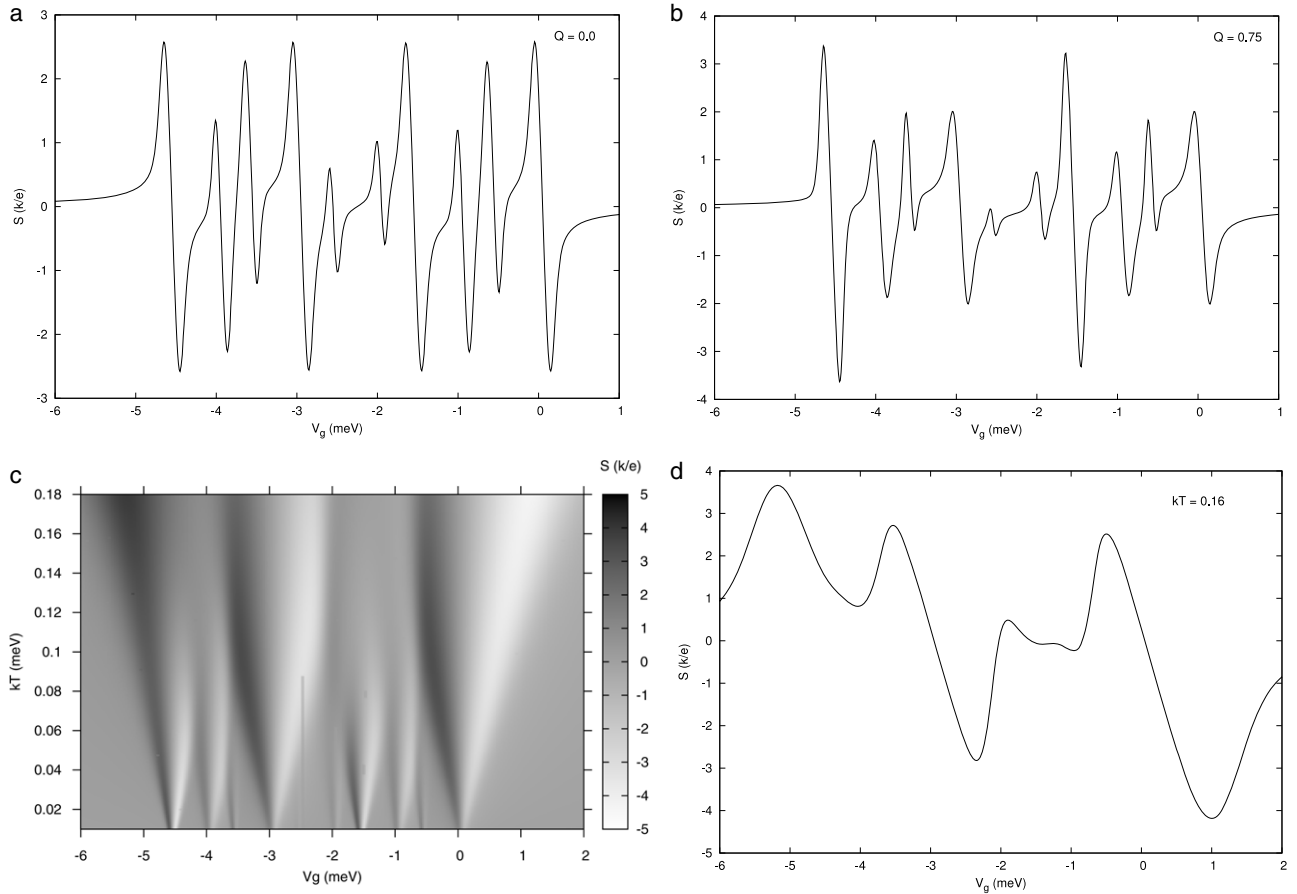 a
Q = 0.0
3
2
1
0
-1
-2
-3
S (k/e)
-6 -5 -4 -3 -2 -1 0 1
V_g (meV)
b
Q = 0.75
4
3
2
1
0
-1
-2
-3
-4
S (k/e)
-6 -5 -4 -3 -2 -1 0 1
V_g (meV)
c
S (k/e)
0.18
0.16
0.14
0.12
0.1
0.08
0.06
0.04
0.02
kT (meV)
-6 -5 -4 -3 -2 -1 0 1 2
Vg (meV)
5
4
3
2
1
0
-1
-2
-3
-4
-5
d
kT = 0.16
4
3
2
1
0
-1
-2
-3
-4
-5
S (k/e)
-6 -5 -4 -3 -2 -1 0 1 2
V_g (meV)